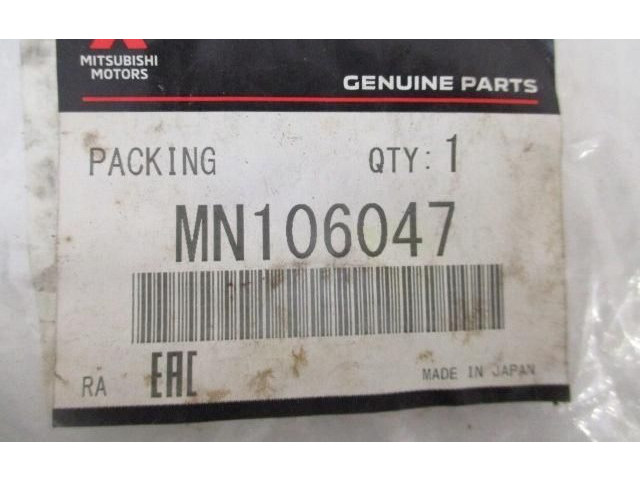 MITSUBISHI
MOTORS
GENUINE PARTS
PACKING QTY: 1
MN106047
RA EAC MADE IN JAPAN